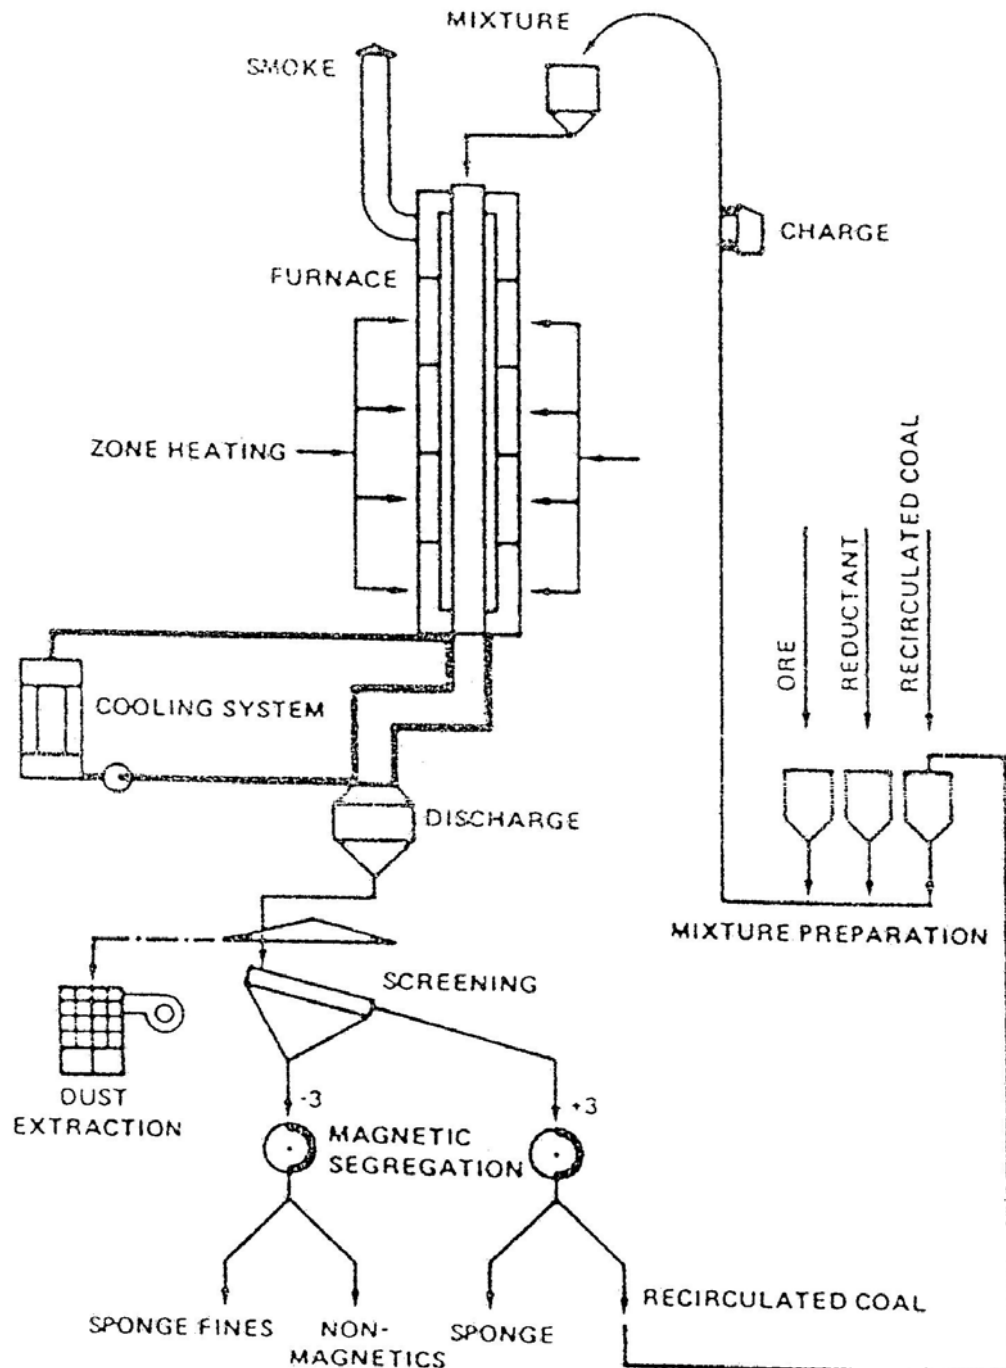 MIXTURE
SMOKE
CHARGE
FURNACE
ZONE HEATING
ORE
REDUCTANT
RECIRCULATED COAL
COOLING SYSTEM
DISCHARGE
MIXTURE PREPARATION
SCREENING
DUST
EXTRACTION
-3
+3
MAGNETIC
SEGREGATION
SPONGE FINES
NON-
MAGNETICS
SPONGE
RECIRCULATED COAL